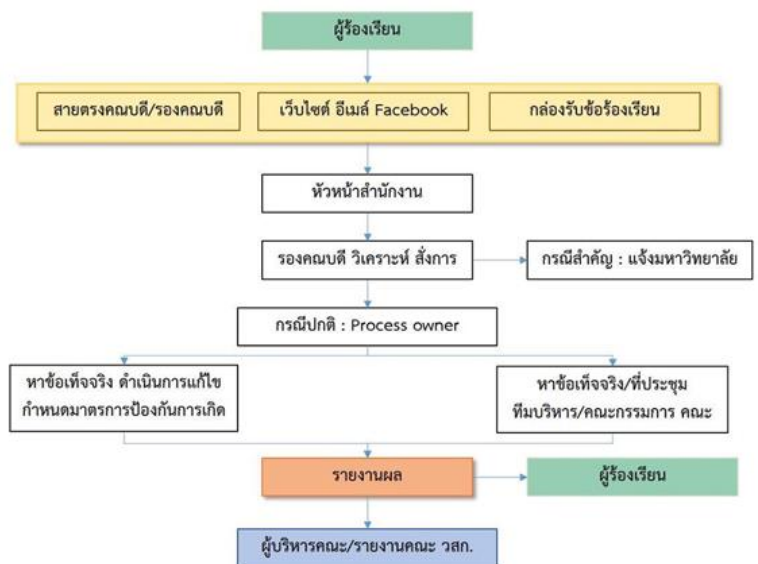 ผู้ร้องเรียน
สายตรงคณบดี/รองคณบดี
เว็บไซต์ อีเมล์ Facebook
กล่องรับข้อร้องเรียน
หัวหน้าสำนักงาน
รองคณบดี วิเคราะห์ สั่งการ
กรณีสำคัญ : แจ้งมหาวิทยาลัย
กรณีปกติ : Process owner
หาข้อเท็จจริง ดำเนินการแก้ไข
กำหนดมาตรการป้องกันการเกิด
หาข้อเท็จจริง/ที่ประชุม
ทีมบริหาร/คณะกรรมการ คณะ
รายงานผล
ผู้ร้องเรียน
ผู้บริหารคณะ/รายงานคณะ วสก.